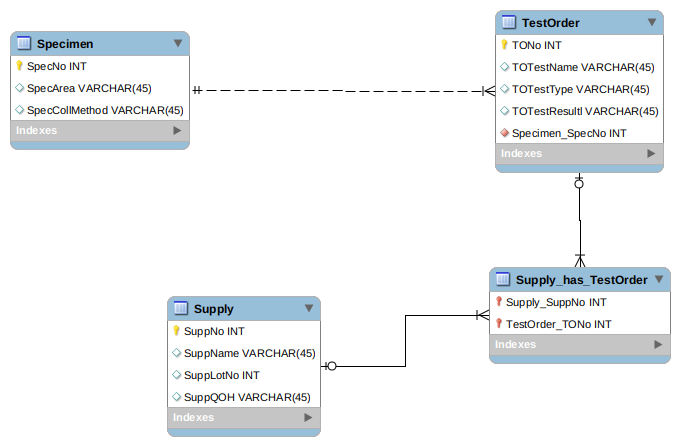 Specimen
SpecNo INT
SpecArea VARCHAR(45)
SpecCollMethod VARCHAR(45)
Indexes
TestOrder
TONo INT
TOTestName VARCHAR(45)
TOTestType VARCHAR(45)
TOTestResultl VARCHAR(45)
Specimen_SpecNo INT
Indexes
Supply
SuppNo INT
SuppName VARCHAR(45)
SuppLotNo INT
SuppQOH VARCHAR(45)
Indexes
Supply_has_TestOrder
Supply_SuppNo INT
TestOrder_TONo INT
Indexes